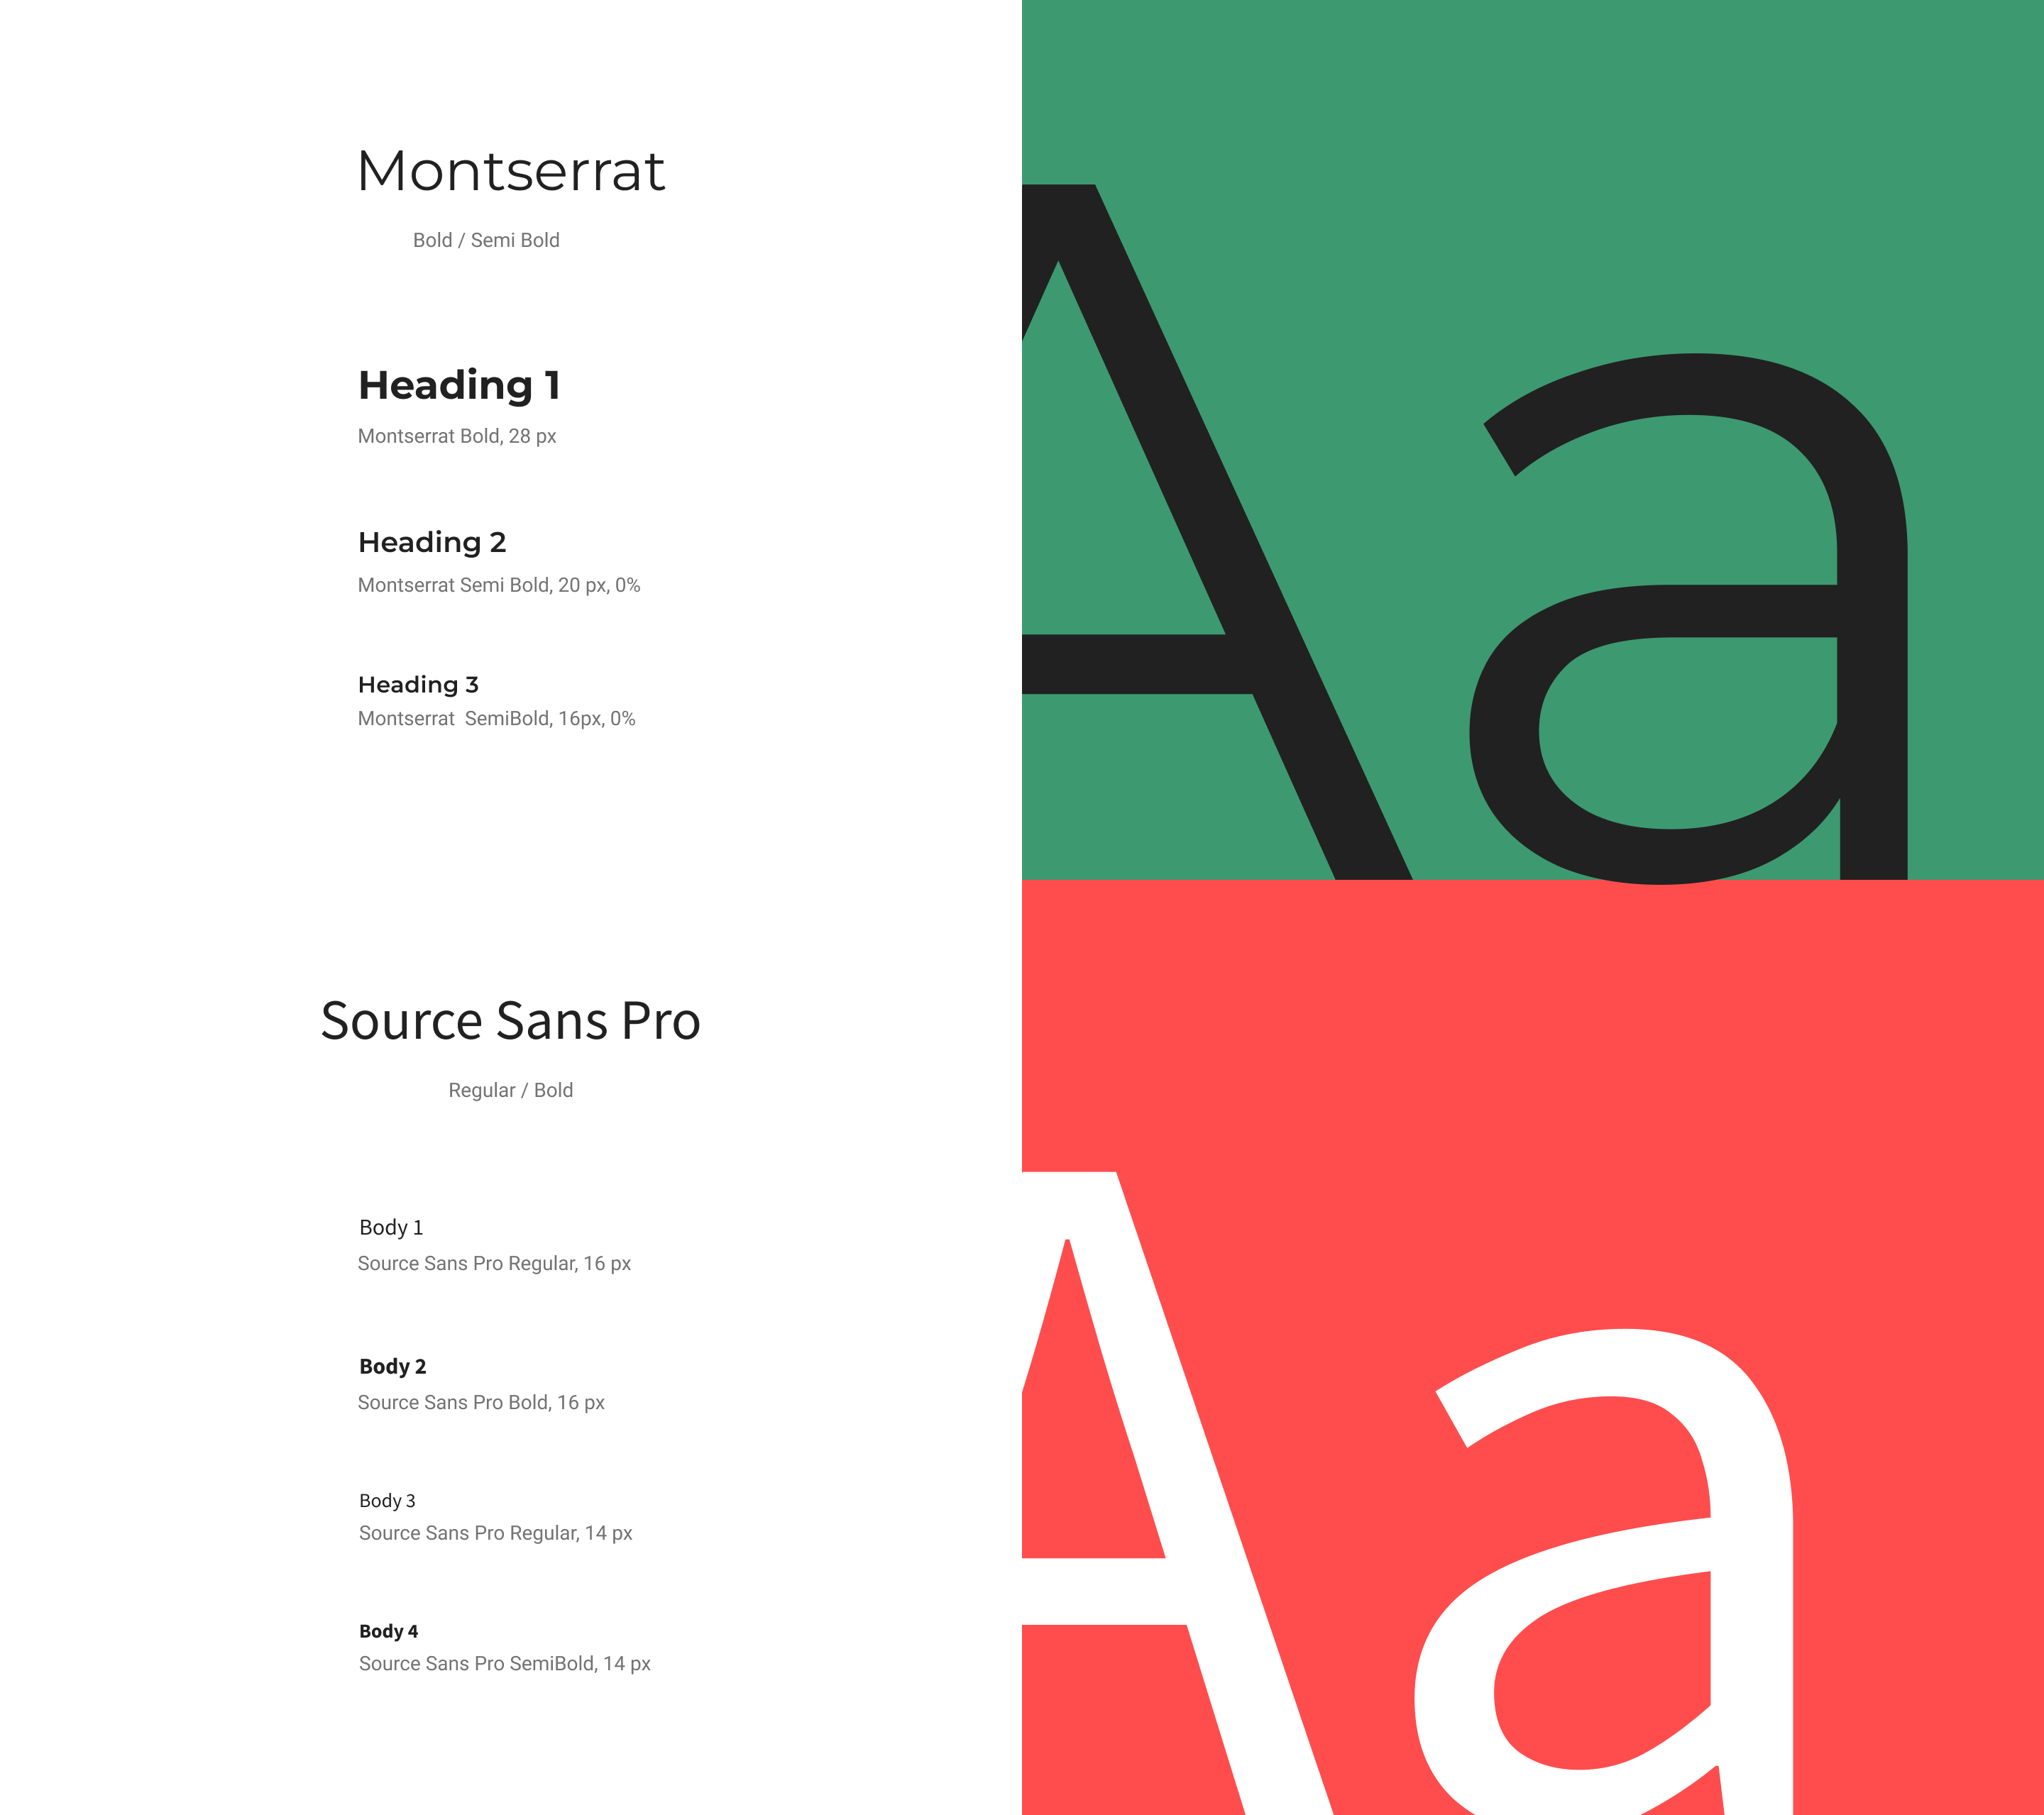 Montserrat
Bold / Semi Bold
Heading 1
Montserrat Bold, 28 px
Heading 2
Montserrat Semi Bold, 20 px, 0%
Heading 3
Montserrat  SemiBold, 16px, 0%
Aa
Source Sans Pro
Regular / Bold
Body 1
Source Sans Pro Regular, 16 px
Body 2
Source Sans Pro Bold, 16 px
Body 3
Source Sans Pro Regular, 14 px
Body 4
Source Sans Pro SemiBold, 14 px
Aa